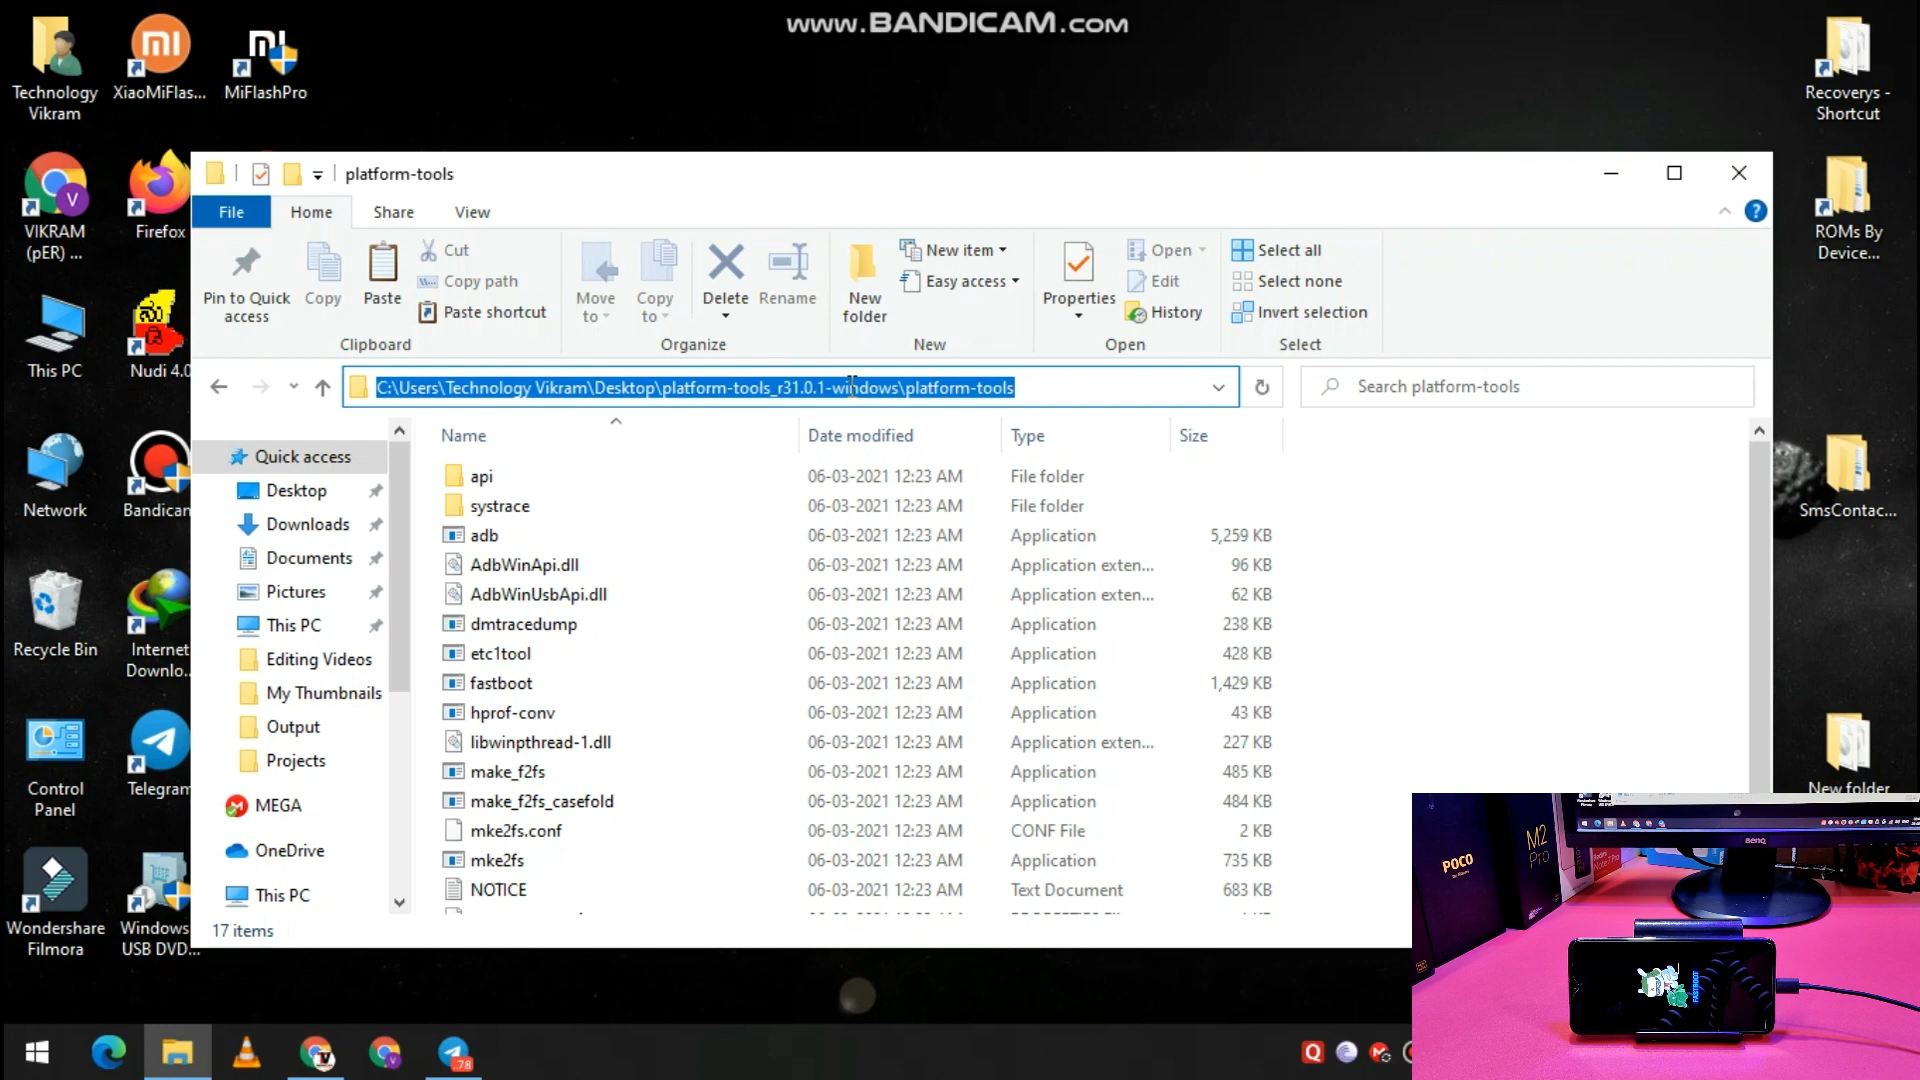 www.BANDICAM.com
Technology
Vikram
XiaoMiFlas...
MiFlashPro
Recoverys -
Shortcut
VIKRAM
(pER) ...
Firefox
ROMs By
Device...
This PC
Nudi 4.0
Network
Bandican
SmsContac...
Recycle Bin
Internet
Downlo...
Control
Panel
Telegram
New folder
Wondershare
Filmora
Windows
USB DVD...
platform-tools
File
Home
Share
View
Pin to Quick
access
Copy
Paste
Cut
Copy path
Paste shortcut
Clipboard
Move
to
Copy
to
Delete
Rename
Organize
New
folder
New item
Easy access
New
Properties
Open
Edit
History
Open
Select all
Select none
Invert selection
Select
C:\Users\Technology Vikram\Desktop\platform-tools_r31.0.1-windows\platform-tools
Search platform-tools
Quick access
Desktop
Downloads
Documents
Pictures
This PC
Editing Videos
My Thumbnails
Output
Projects
MEGA
OneDrive
This PC
Name Date modified Type Size
api 06-03-2021 12:23 AM File folder
systrace 06-03-2021 12:23 AM File folder
adb 06-03-2021 12:23 AM Application 5,259 KB
AdbWinApi.dll 06-03-2021 12:23 AM Application exten... 96 KB
AdbWinUsbApi.dll 06-03-2021 12:23 AM Application exten... 62 KB
dmtracedump 06-03-2021 12:23 AM Application 238 KB
etc1tool 06-03-2021 12:23 AM Application 428 KB
fastboot 06-03-2021 12:23 AM Application 1,429 KB
hprof-conv 06-03-2021 12:23 AM Application 43 KB
libwinpthread-1.dll 06-03-2021 12:23 AM Application exten... 227 KB
make_f2fs 06-03-2021 12:23 AM Application 485 KB
make_f2fs_casefold 06-03-2021 12:23 AM Application 484 KB
mke2fs.conf 06-03-2021 12:23 AM CONF File 2 KB
mke2fs 06-03-2021 12:23 AM Application 735 KB
NOTICE 06-03-2021 12:23 AM Text Document 683 KB
17 items
78
POCO
M2
Pro
BenQ
FASTBOOT